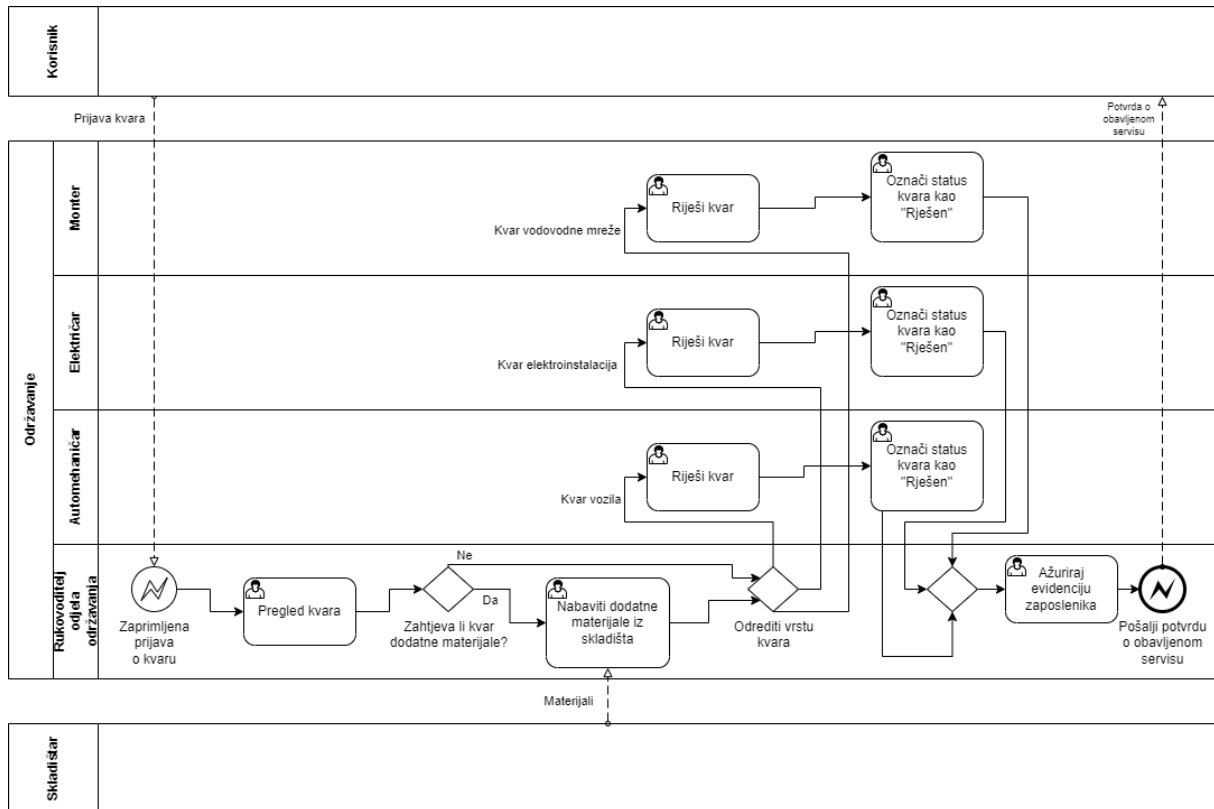 Korisnik
Prijava kvara
Potvrda o
obavljenom
servisu
Održavanje
Monter
Kvar vodovodne mreže
Riješi kvar
Označi status
kvara kao
"Rješen"
Električar
Kvar elektroinstalacija
Riješi kvar
Označi status
kvara kao
"Rješen"
Automehaničar
Kvar vozila
Riješi kvar
Označi status
kvara kao
"Rješen"
Rukovoditelj
odjela
održavanja
Zaprimljena
prijava
o kvaru
Pregled kvara
Ne
Da
Zahtjeva li kvar
dodatne materijale?
Nabaviti dodatne
materijale iz
skladišta
Odrediti vrstu
kvara
Ažuriraj
evidenciju
zaposlenika
Pošalji potvrdu
o obavljenom
servisu
Materijali
Skladištar